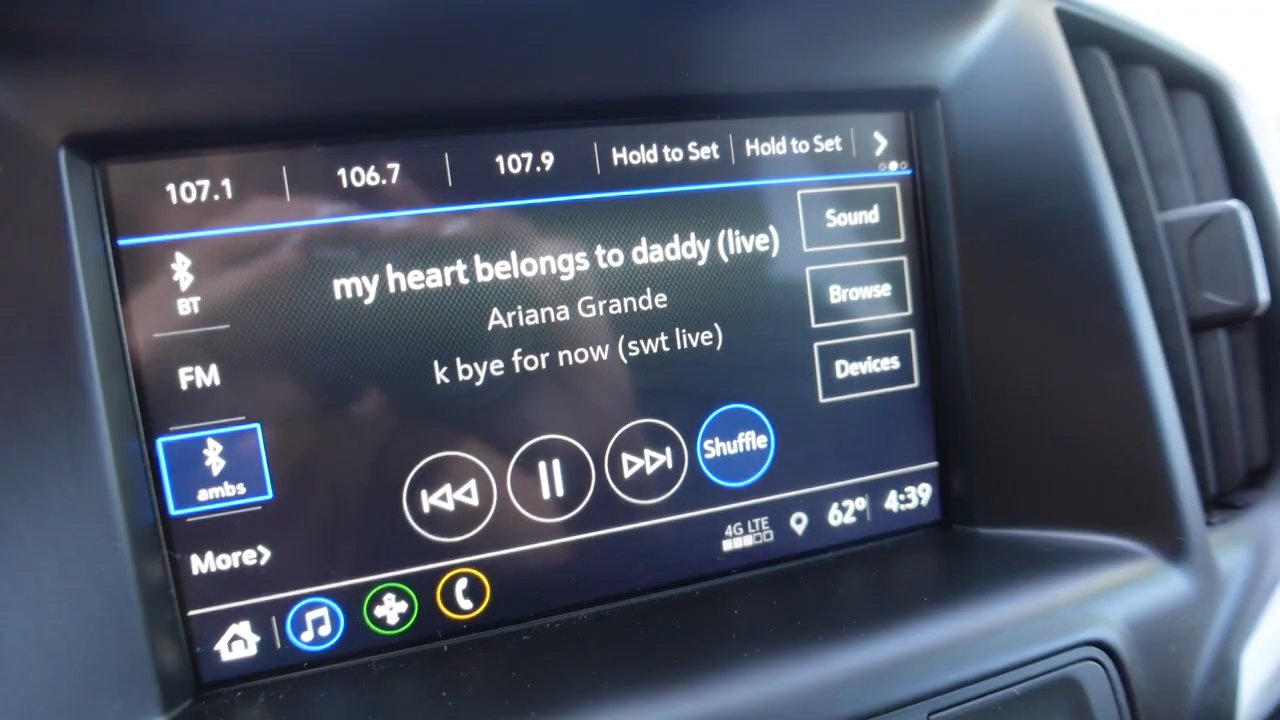 107.1 106.7 107.9 Hold to Set Hold to Set
BT
FM
ambs
More
my heart belongs to daddy (live)
Ariana Grande
k bye for now (swt live)
Sound
Browse
Devices
Shuffle
4G LTE
62° 4:39